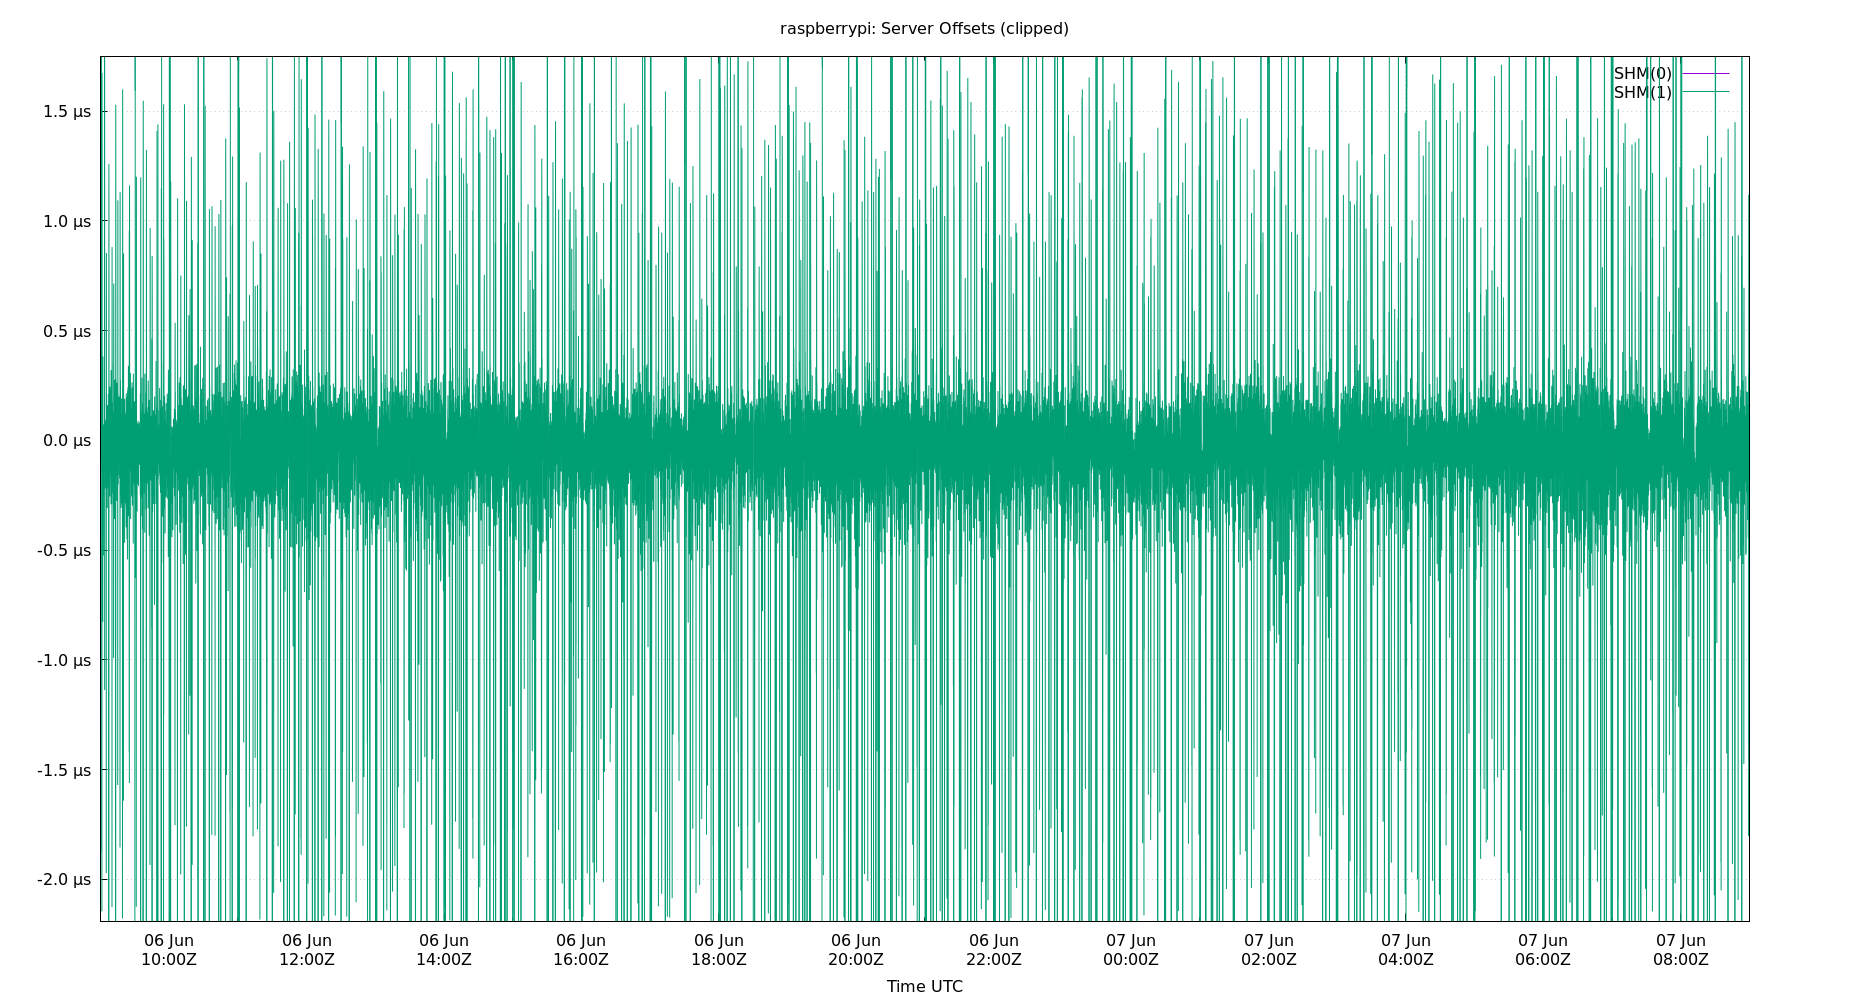 raspberrypi: Server Offsets (clipped)
SHM(0)
SHM(1)
1.5 µs
1.0 µs
0.5 µs
0.0 µs
-0.5 µs
-1.0 µs
-1.5 µs
-2.0 µs
06 Jun 06 Jun 06 Jun 06 Jun 06 Jun 06 Jun 06 Jun 07 Jun 07 Jun 07 Jun 07 Jun 07 Jun
10:00Z 12:00Z 14:00Z 16:00Z 18:00Z 20:00Z 22:00Z 00:00Z 02:00Z 04:00Z 06:00Z 08:00Z
Time UTC